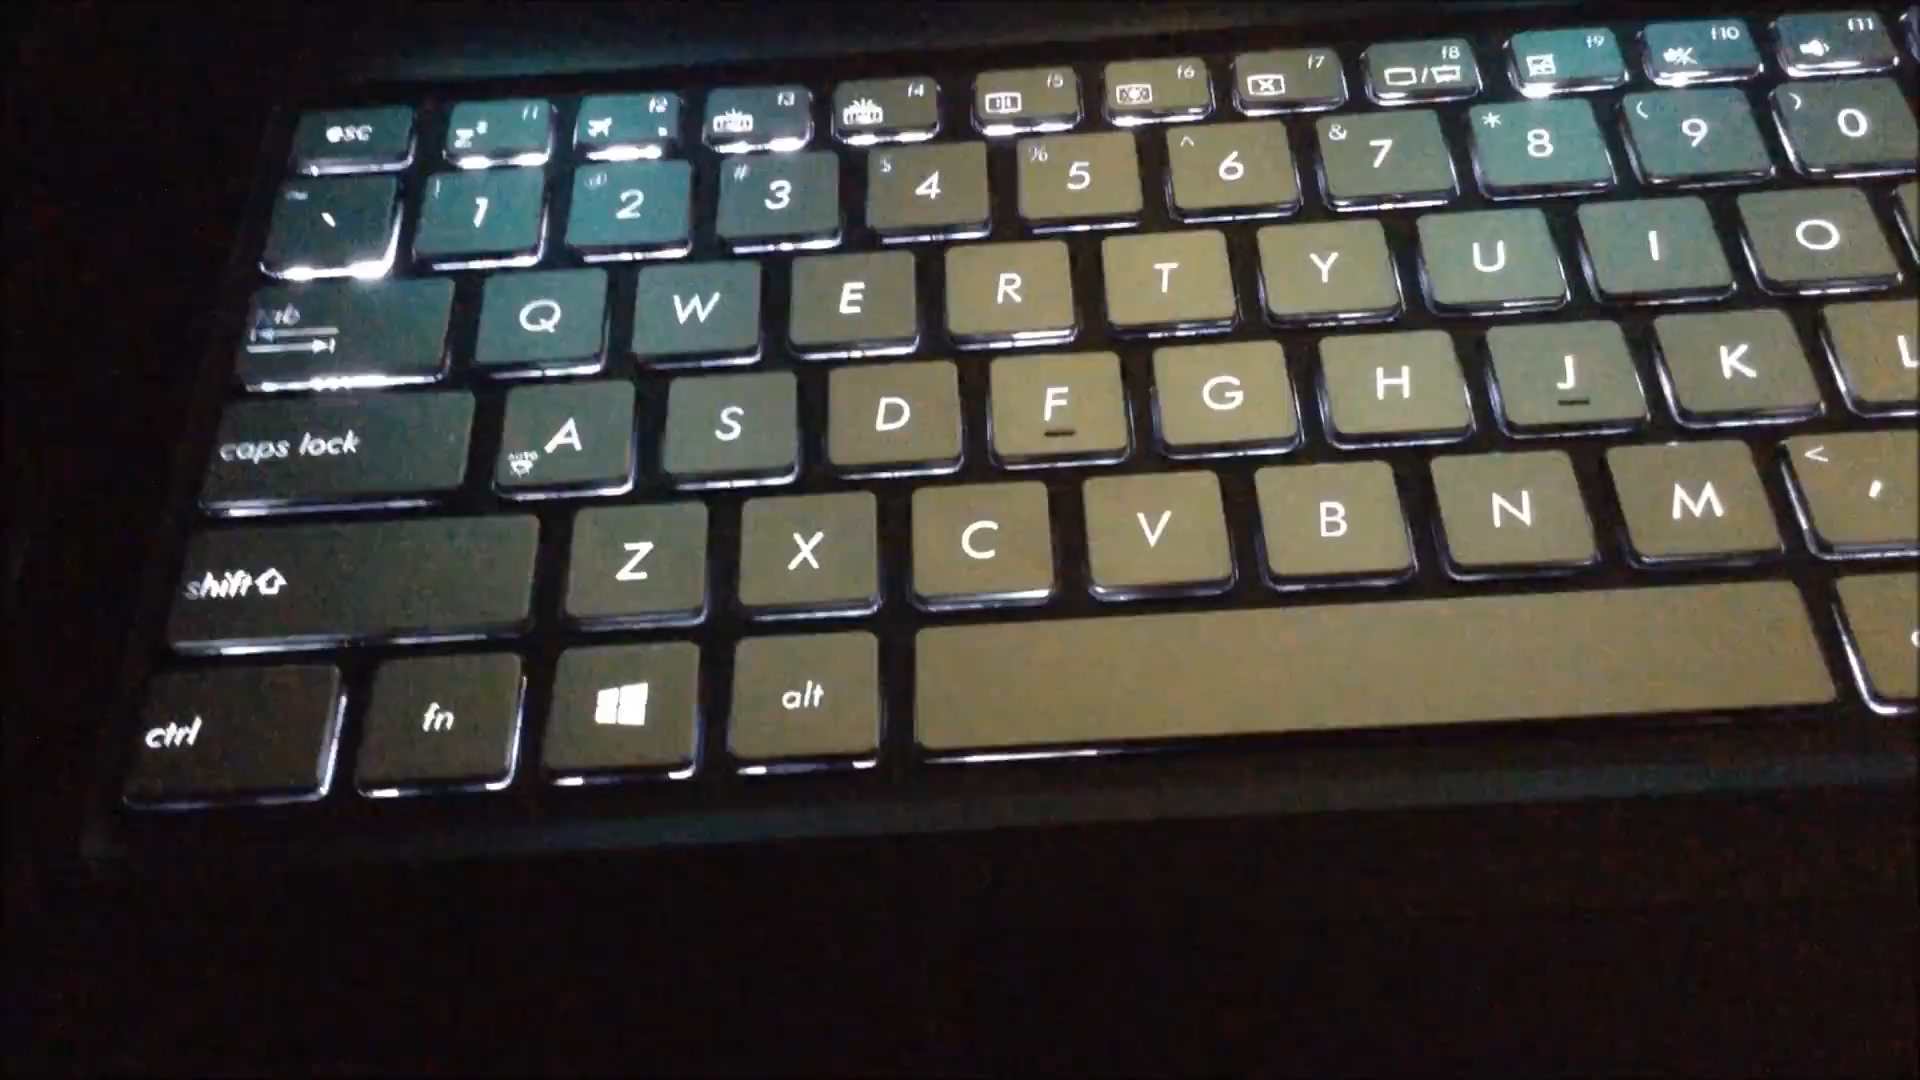 esc f1 f2 f3 f4 f5 f6 f7 f8 f9 f10 f11
~ ` ! 1 @ 2 # 3 $ 4 % 5 ^ 6 & 7 * 8 ( 9 ) 0
tab Q W E R T Y U I O
caps lock A AUTO S D F G H J K L
shift Z X C V B N M < ,
ctrl fn alt